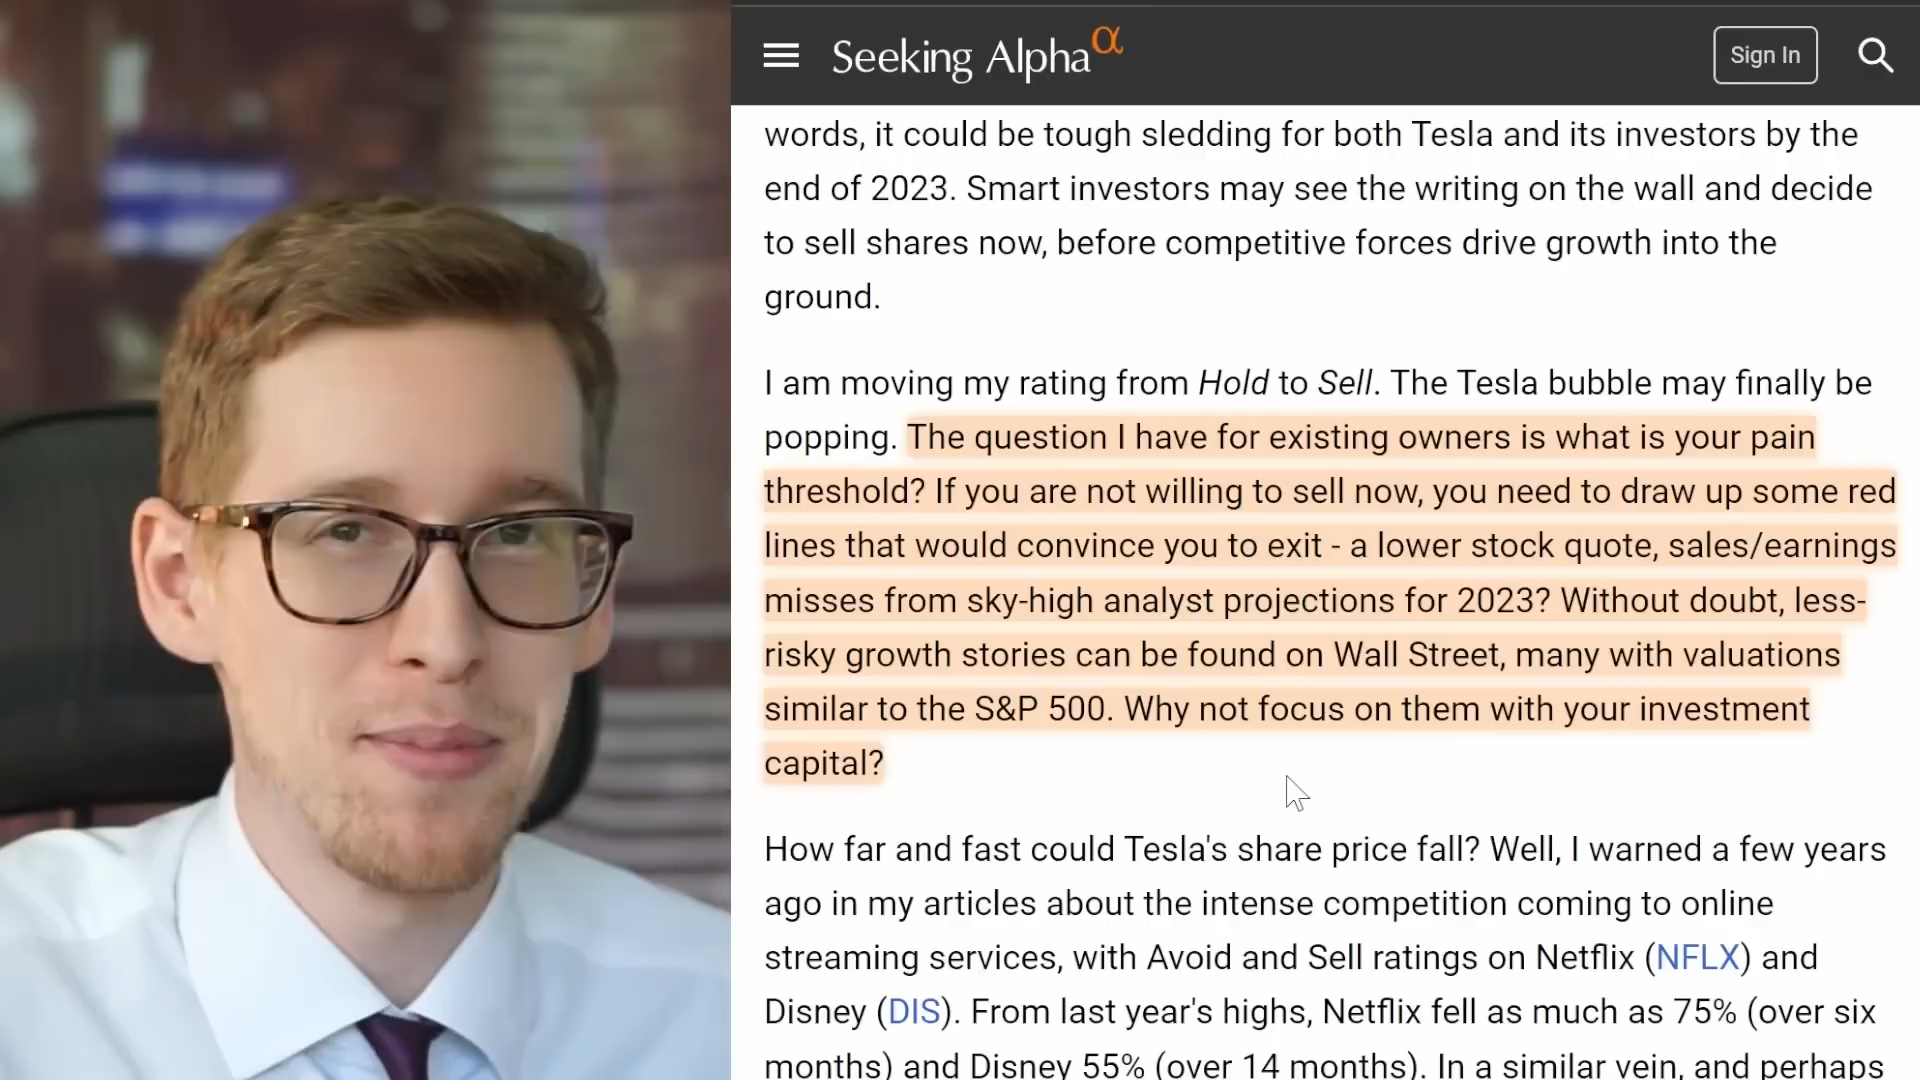 Seeking Alpha α
Sign In
words, it could be tough sledding for both Tesla and its investors by the
end of 2023. Smart investors may see the writing on the wall and decide
to sell shares now, before competitive forces drive growth into the
ground.
I am moving my rating from Hold to Sell. The Tesla bubble may finally be
popping. The question I have for existing owners is what is your pain
threshold? If you are not willing to sell now, you need to draw up some red
lines that would convince you to exit - a lower stock quote, sales/earnings
misses from sky-high analyst projections for 2023? Without doubt, less-
risky growth stories can be found on Wall Street, many with valuations
similar to the S&P 500. Why not focus on them with your investment
capital?
How far and fast could Tesla's share price fall? Well, I warned a few years
ago in my articles about the intense competition coming to online
streaming services, with Avoid and Sell ratings on Netflix (NFLX) and
Disney (DIS). From last year's highs, Netflix fell as much as 75% (over six
months) and Disney 55% (over 14 months). In a similar vein, and perhaps